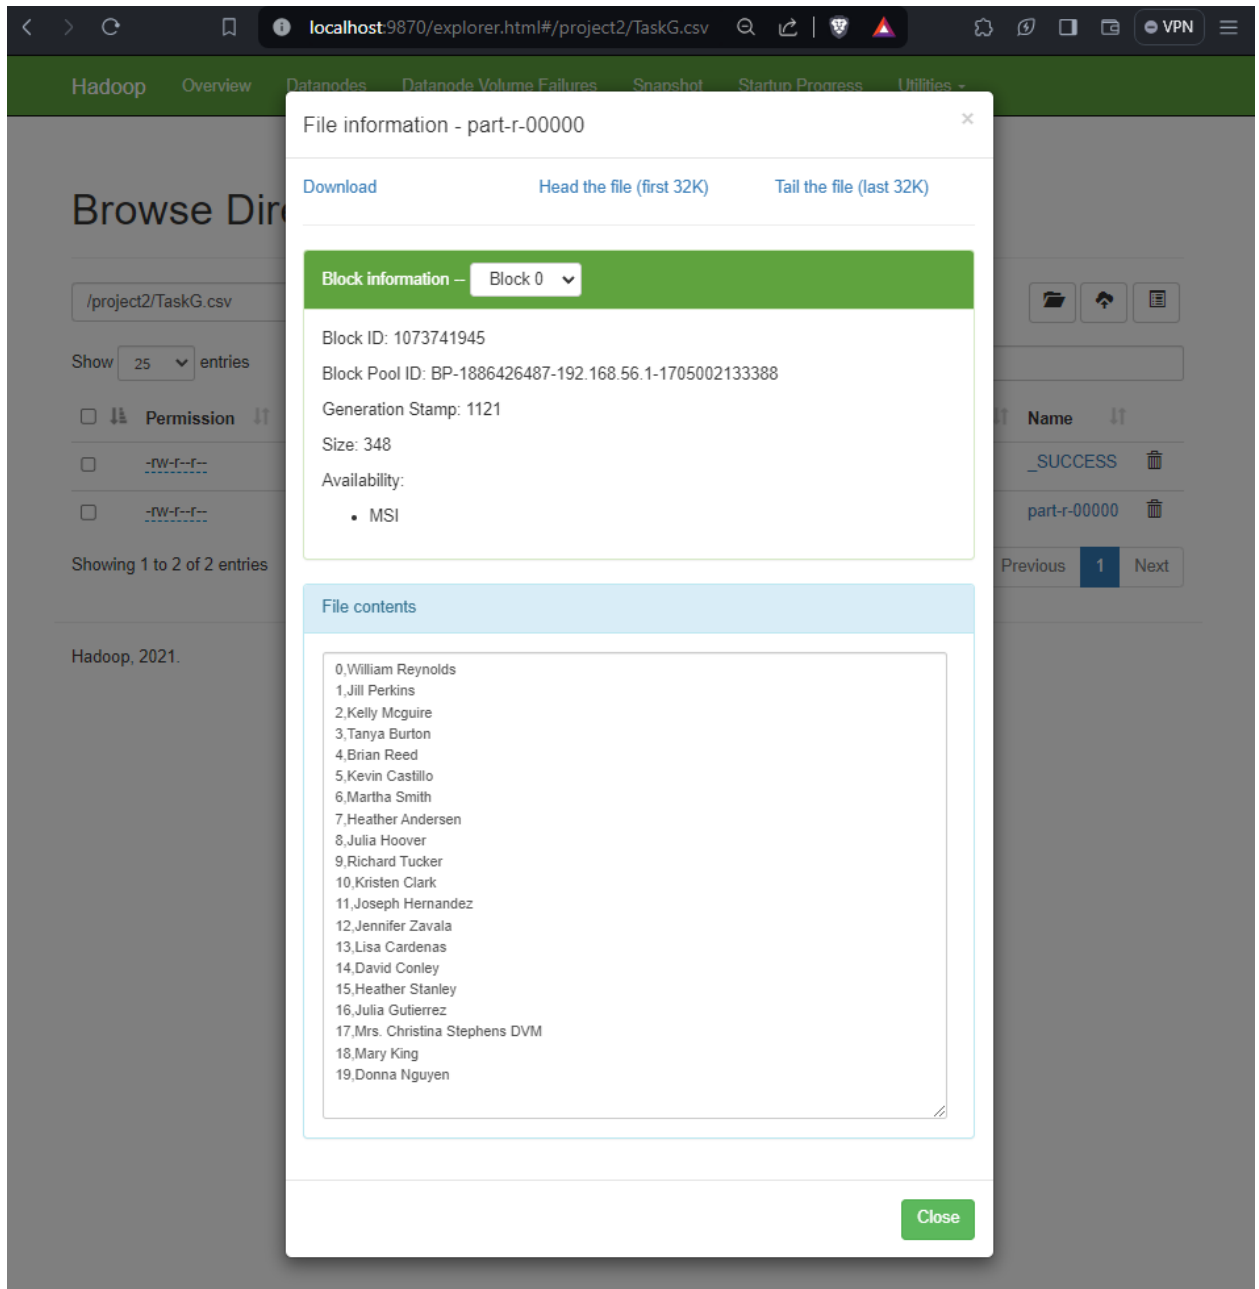 localhost:9870/explorer.html#/project2/TaskG.csv VPN
Hadoop Overview Datanodes Datanode Volume Failures Snapshot Startup Progress Utilities
File information - part-r-00000 ×
Download Head the file (first 32K) Tail the file (last 32K)
Browse Dir
Block information -- Block 0
/project2/TaskG.csv
Block ID: 1073741945
Show 25 entries
Block Pool ID: BP-1886426487-192.168.56.1-1705002133388
Generation Stamp: 1121
Permission Name
Size: 348
-rw-r--r-- _SUCCESS
Availability:
-rw-r--r-- part-r-00000
• MSI
Showing 1 to 2 of 2 entries Previous 1 Next
File contents
Hadoop, 2021.
0,William Reynolds
1,Jill Perkins
2,Kelly Mcguire
3,Tanya Burton
4,Brian Reed
5,Kevin Castillo
6,Martha Smith
7,Heather Andersen
8,Julia Hoover
9,Richard Tucker
10,Kristen Clark
11,Joseph Hernandez
12,Jennifer Zavala
13,Lisa Cardenas
14,David Conley
15,Heather Stanley
16,Julia Gutierrez
17,Mrs. Christina Stephens DVM
18,Mary King
19,Donna Nguyen
Close